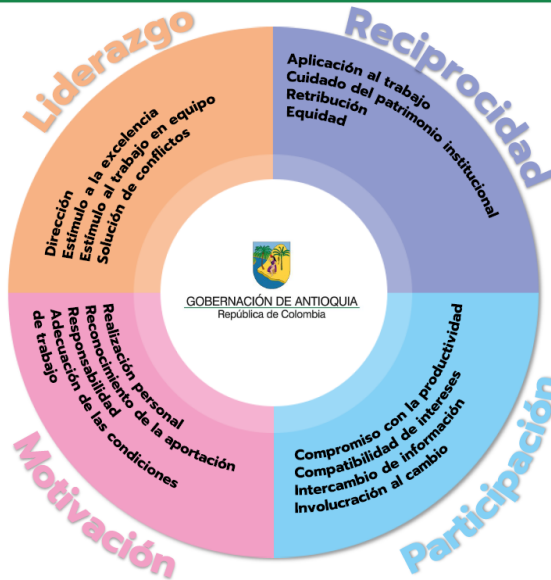 Liderazgo
Dirección
Estímulo a la excelencia
Estímulo al trabajo en equipo
Solución de conflictos
Reciprocidad
Aplicación al trabajo
Cuidado del patrimonio institucional
Retribución
Equidad
GOBERNACIÓN DE ANTIOQUIA
República de Colombia
Motivación
Realización personal
Reconocimiento de la aportación
Responsabilidad
Adecuación de las condiciones
de trabajo
Participación
Compromiso con la productividad
Compatibilidad de intereses
Intercambio de información
Involucración al cambio